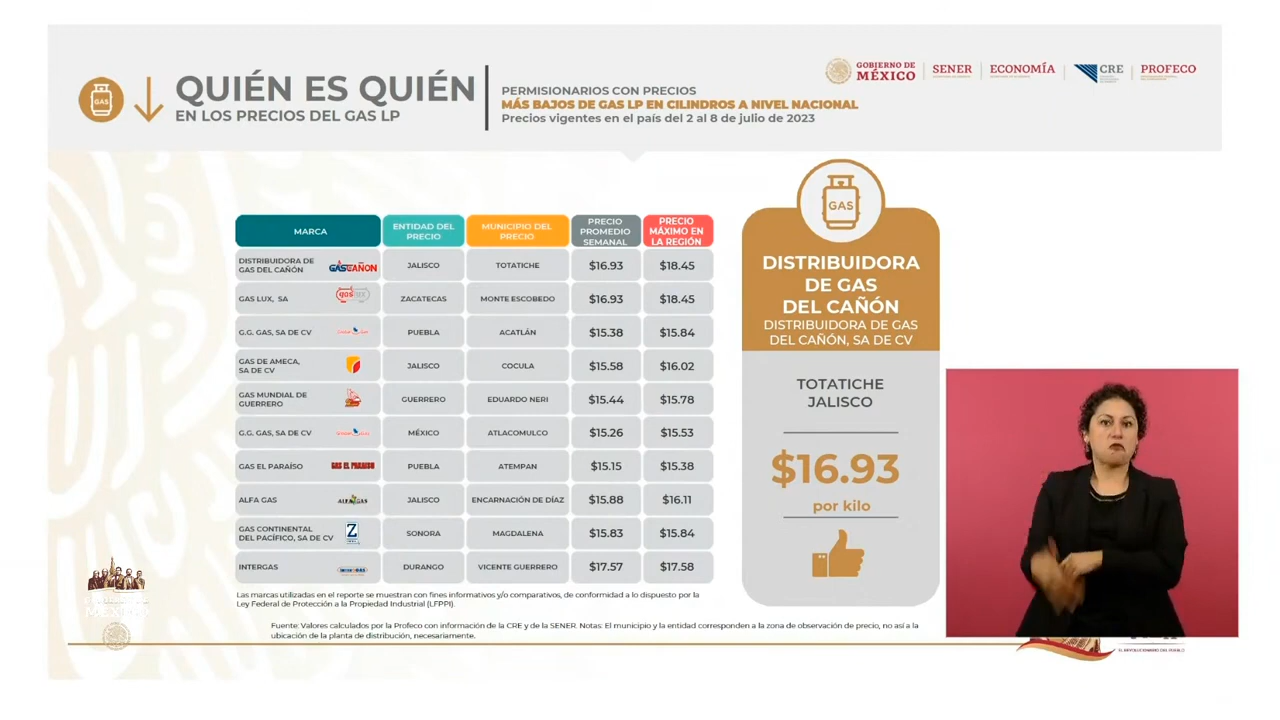 GAS
QUIÉN ES QUIÉN
EN LOS PRECIOS DEL GAS LP
PERMISIONARIOS CON PRECIOS
MÁS BAJOS DE GAS LP EN CILINDROS A NIVEL NACIONAL
Precios vigentes en el país del 2 al 8 de julio de 2023
GOBIERNO DE
MÉXICO
SENER
ECONOMÍA
CRE
PROFECO
MARCA
ENTIDAD DEL
PRECIO
MUNICIPIO DEL
PRECIO
PRECIO
PROMEDIO
SEMANAL
PRECIO
MÁXIMO EN
LA REGIÓN
DISTRIBUIDORA DE
GAS DEL CAÑÓN
GASCAÑON
JALISCO
TOTATICHE
$16.93
$18.45
GAS LUX, SA
ZACATECAS
MONTE ESCOBEDO
$16.93
$18.45
G.G. GAS, SA DE CV
PUEBLA
ACATLÁN
$15.38
$15.84
GAS DE AMECA,
SA DE CV
JALISCO
COCULA
$15.58
$16.02
GAS MUNDIAL DE
GUERRERO
GUERRERO
EDUARDO NERI
$15.44
$15.78
G.G. GAS, SA DE CV
MÉXICO
ATLACOMULCO
$15.26
$15.53
GAS EL PARAÍSO
GAS EL PARAISO
PUEBLA
ATEMPAN
$15.15
$15.38
ALFA GAS
ALFA GAS
JALISCO
ENCARNACIÓN DE DÍAZ
$15.88
$16.11
GAS CONTINENTAL
DEL PACÍFICO, SA DE CV
Z
SONORA
MAGDALENA
$15.83
$15.84
INTERGAS
DURANGO
VICENTE GUERRERO
$17.57
$17.58
Las marcas utilizadas en el reporte se muestran con fines informativos y/o comparativos, de conformidad a lo dispuesto por la
Ley Federal de Protección a la Propiedad Industrial (LFPPI).
Fuente: Valores calculados por la Profeco con información de la CRE y de la SENER. Notas: El municipio y la entidad corresponden a la zona de observación de precio, no así a la
ubicación de la planta de distribución, necesariamente.
GAS
DISTRIBUIDORA
DE GAS
DEL CAÑÓN
DISTRIBUIDORA DE GAS
DEL CAÑÓN, SA DE CV
TOTATICHE
JALISCO
$16.93
por kilo
MÉXICO
EL REVOLUCIONARIO DEL PUEBLO